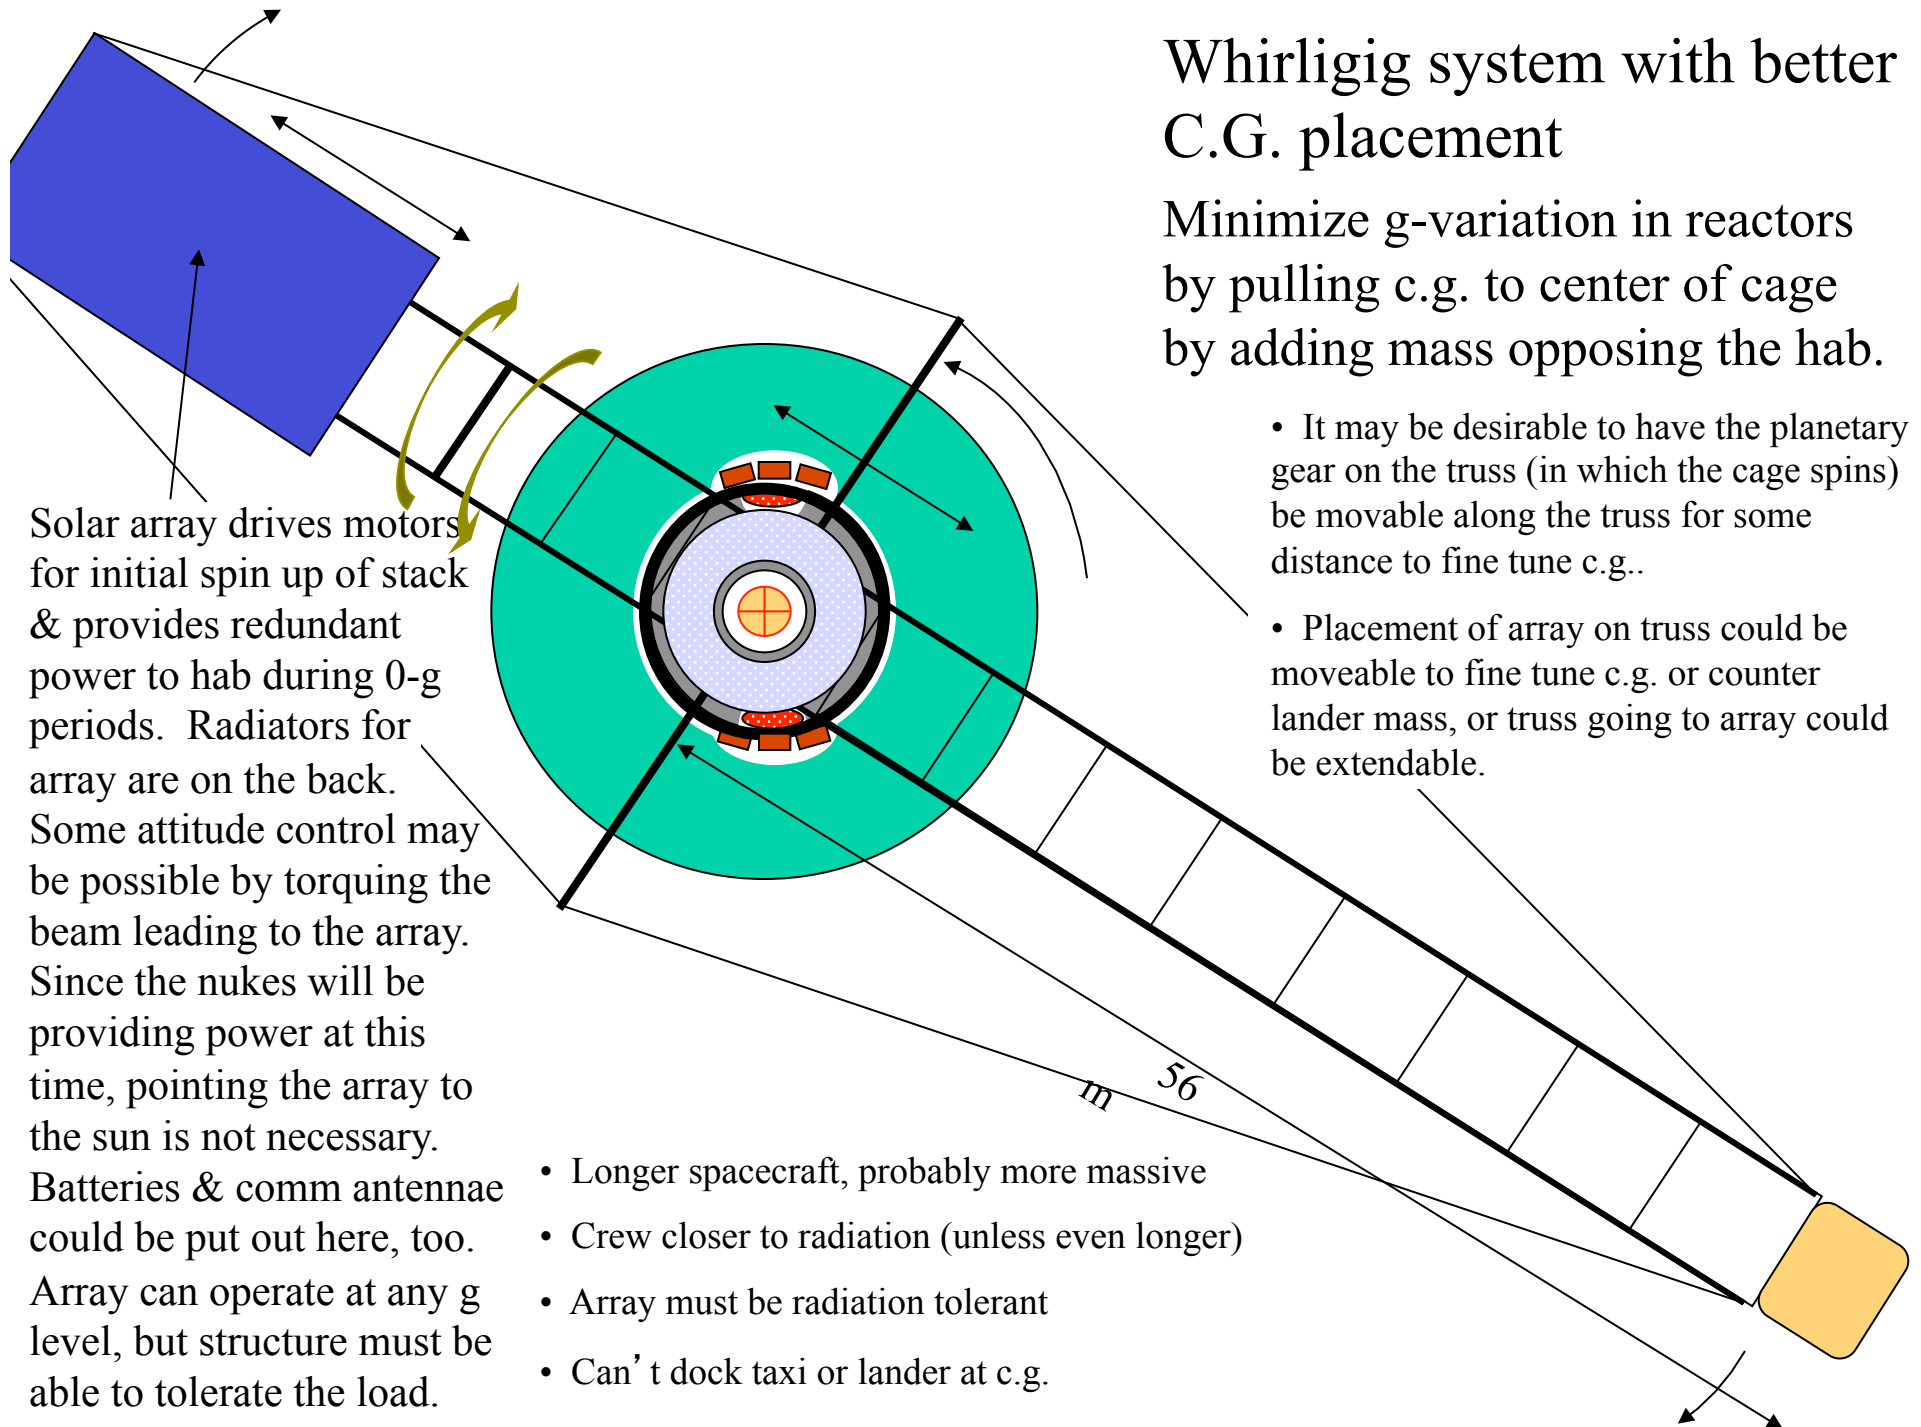 Whirligig system with better
C.G. placement
Minimize g-variation in reactors
by pulling c.g. to center of cage
by adding mass opposing the hab.
• It may be desirable to have the planetary
gear on the truss (in which the cage spins)
be movable along the truss for some
distance to fine tune c.g..
• Placement of array on truss could be
moveable to fine tune c.g. or counter
lander mass, or truss going to array could
be extendable.
Solar array drives motors
for initial spin up of stack
& provides redundant
power to hab during 0-g
periods. Radiators for
array are on the back.
Some attitude control may
be possible by torquing the
beam leading to the array.
Since the nukes will be
providing power at this
time, pointing the array to
the sun is not necessary.
Batteries & comm antennae
could be put out here, too.
Array can operate at any g
level, but structure must be
able to tolerate the load.
56
m
• Longer spacecraft, probably more massive
• Crew closer to radiation (unless even longer)
• Array must be radiation tolerant
• Can’t dock taxi or lander at c.g.